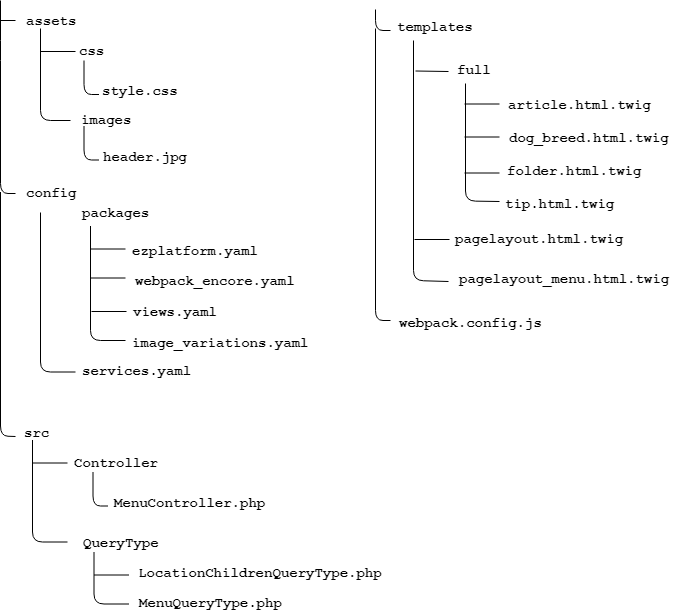 assets
css
style.css
images
header.jpg
config
packages
ezplatform.yaml
webpack_encore.yaml
views.yaml
image_variations.yaml
services.yaml
src
Controller
MenuController.php
QueryType
LocationChildrenQueryType.php
MenuQueryType.php
templates
full
article.html.twig
dog_breed.html.twig
folder.html.twig
tip.html.twig
pagelayout.html.twig
pagelayout_menu.html.twig
webpack.config.js